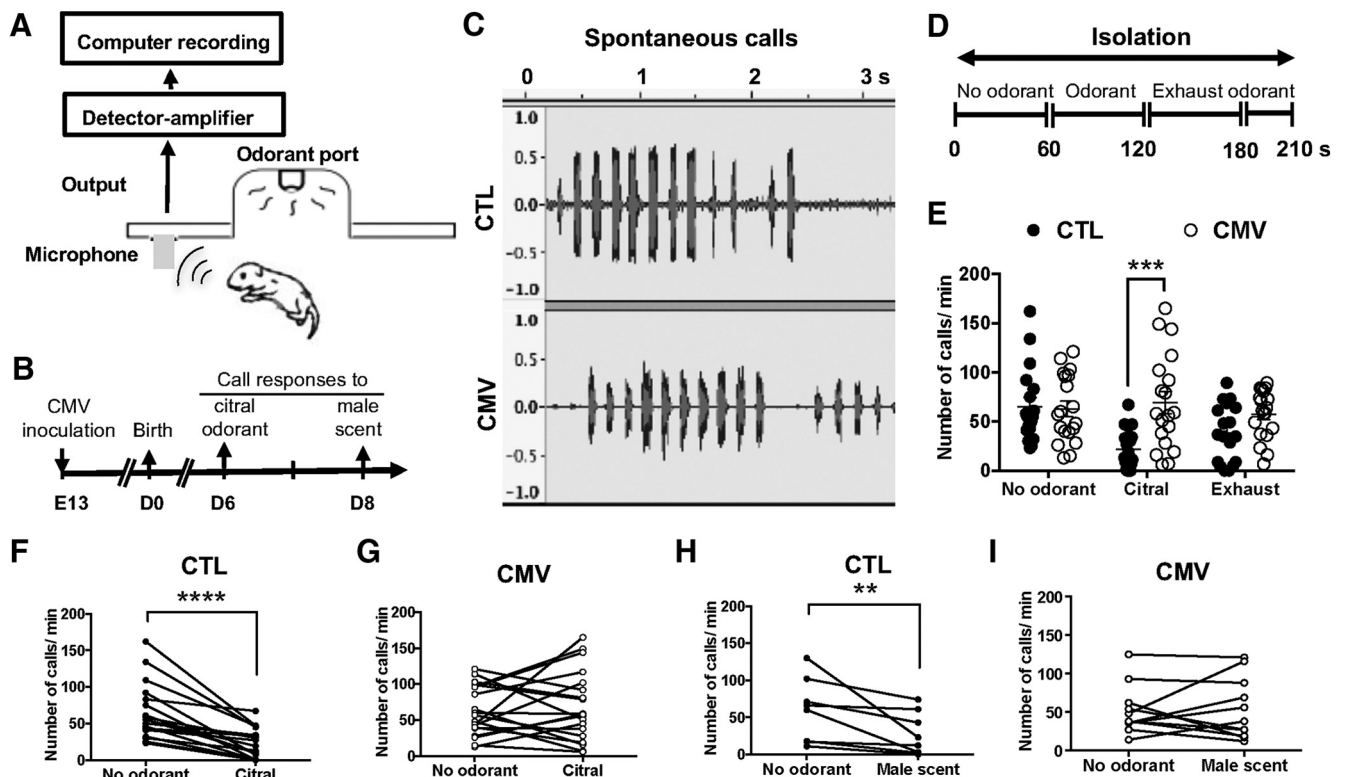 A
Computer recording
Detector-amplifier
Odorant port
Output
Microphone
B
Call responses to
CMV
inoculation
Birth
citral
odorant
male
scent
E13
D0
D6
D8
C
Spontaneous calls
0
1
2
3 s
CTL
1.0
0.5
0.0
-0.5
-1.0
CMV
1.0
0.5
0.0
-0.5
-1.0
D
Isolation
No odorant
Odorant
Exhaust odorant
0
60
120
180
210 s
E
CTL
CMV
Number of calls/ min
200
150
100
50
0
***
No odorant
Citral
Exhaust
F
CTL
****
Number of calls/ min
200
150
100
50
0
No odorant
Citral
G
CMV
Number of calls/ min
200
150
100
50
0
No odorant
Citral
H
CTL
**
Number of calls/ min
200
150
100
50
0
No odorant
Male scent
I
CMV
Number of calls/ min
200
150
100
50
0
No odorant
Male scent